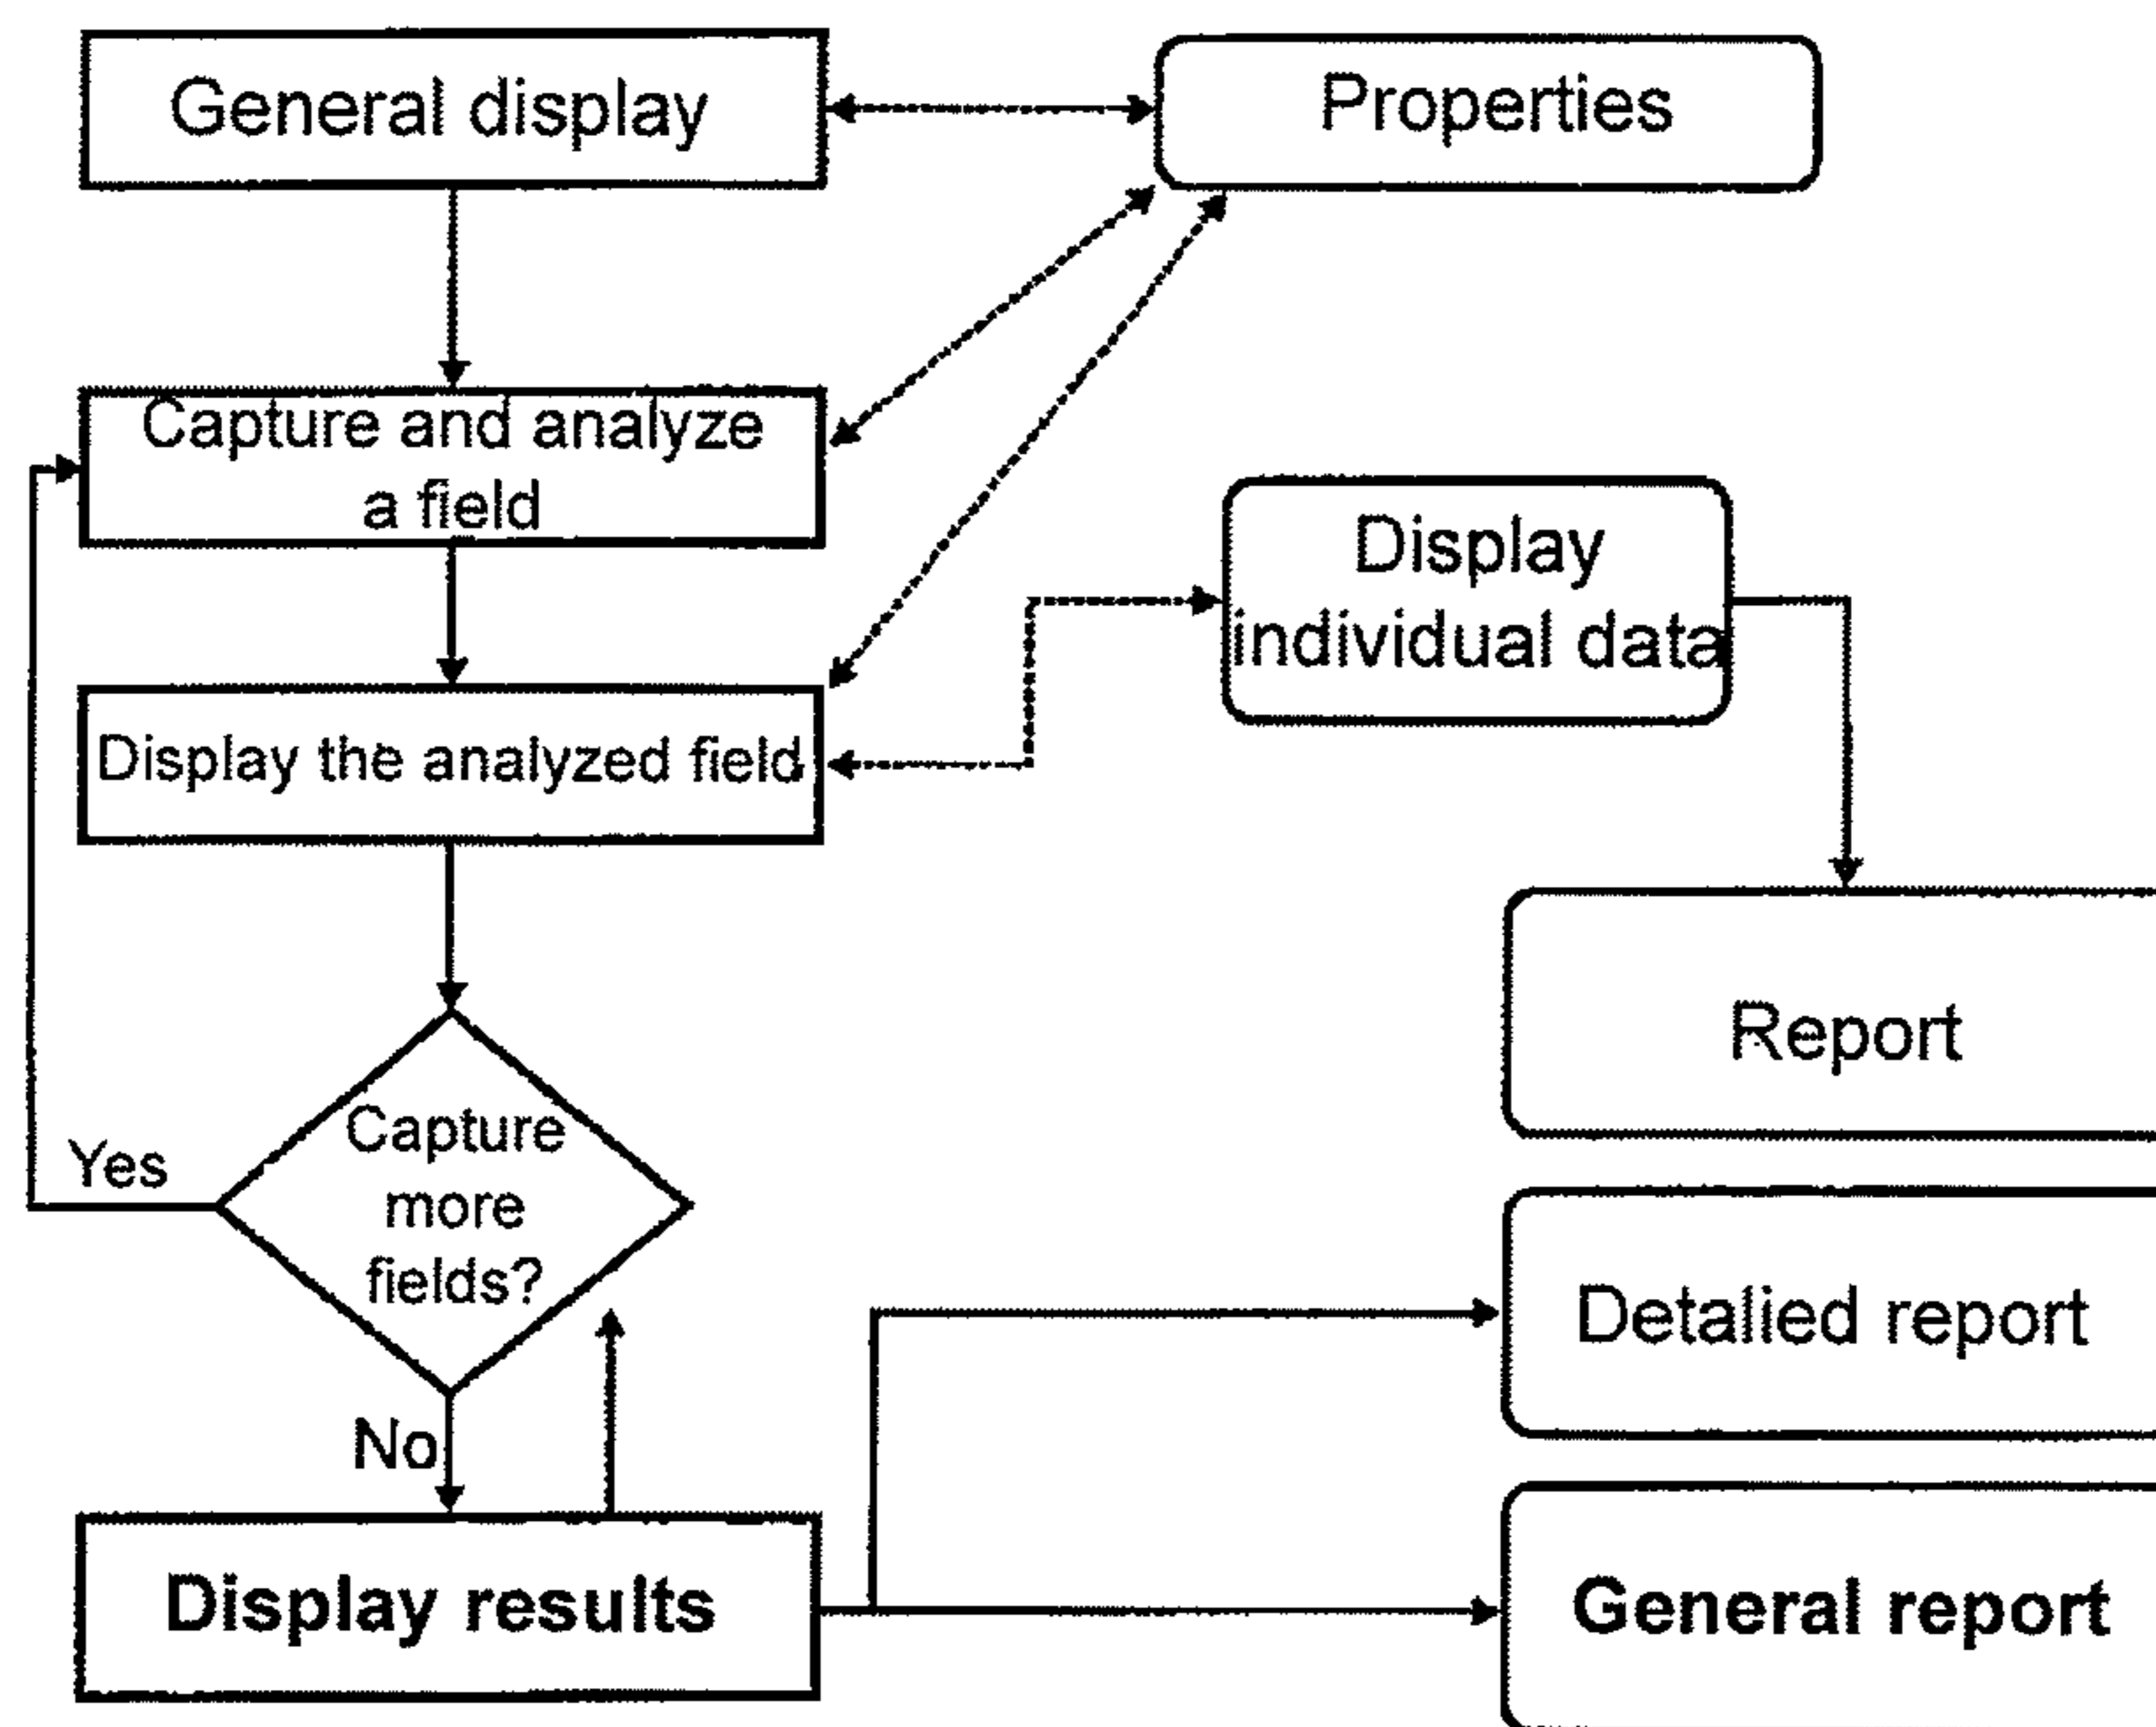 General display
Properties
Capture and analyze
a field
Display
individual data
Display the analyzed field
Report
Capture
more
fields?
Yes
Detalied report
No
Display results
General report